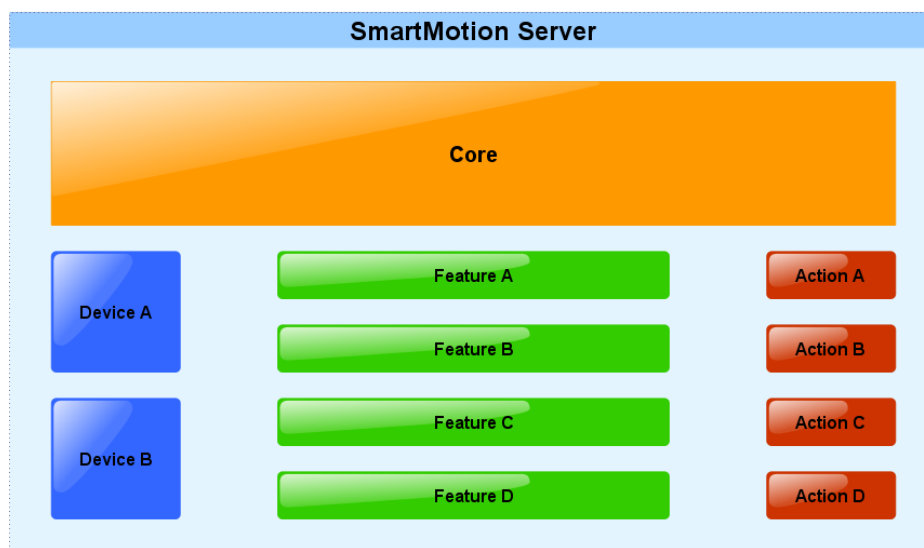 SmartMotion Server
Core
Device A
Feature A
Action A
Feature B
Action B
Device B
Feature C
Action C
Feature D
Action D